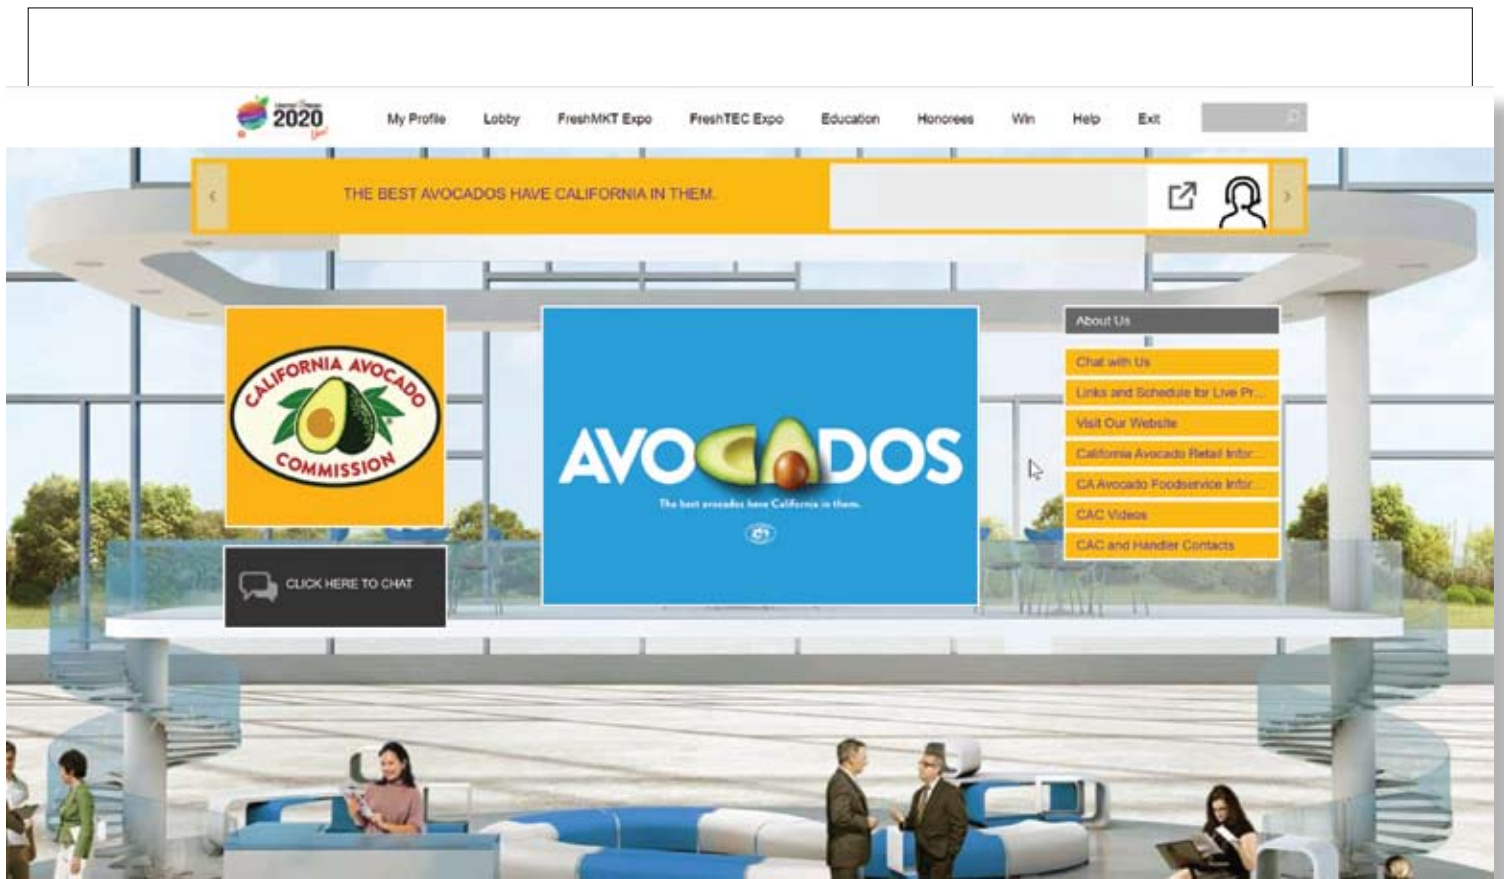 2020
Live!
My Profile
Lobby
FreshMKT Expo
FreshTEC Expo
Education
Honorees
Win
Help
Exit
THE BEST AVOCADOS HAVE CALIFORNIA IN THEM.
CALIFORNIA AVOCADO
COMMISSION
CLICK HERE TO CHAT
AVOCADOS
The best avocados have California in them.
About Us
Chat with Us
Links and Schedule for Live Pr...
Visit Our Website
California Avocado Retail Infor...
CA Avocado Foodservice Infor...
CAC Videos
CAC and Handler Contacts